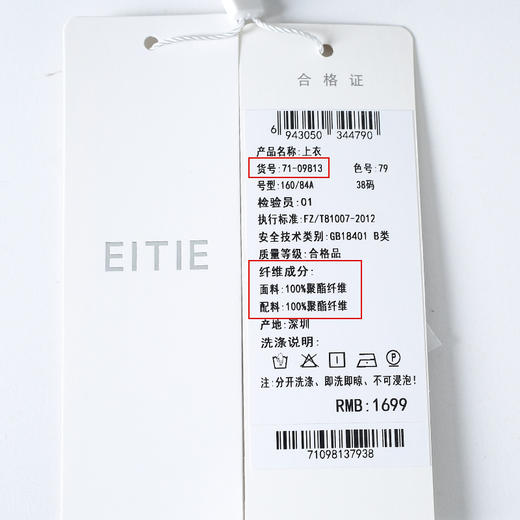 EITIE
合格证
6 943050 344790
产品名称:上衣
货号:71-09813 色号:79
号型:160/84A 38码
检验员:01
执行标准:FZ/T81007-2012
安全技术类别:GB18401 B类
质量等级:合格品
纤维成分:
面料:100%聚酯纤维
配料:100%聚酯纤维
产地:深圳
洗涤说明:
注:分开洗涤、即洗即晾、不可浸泡!
RMB:1699
71098137938